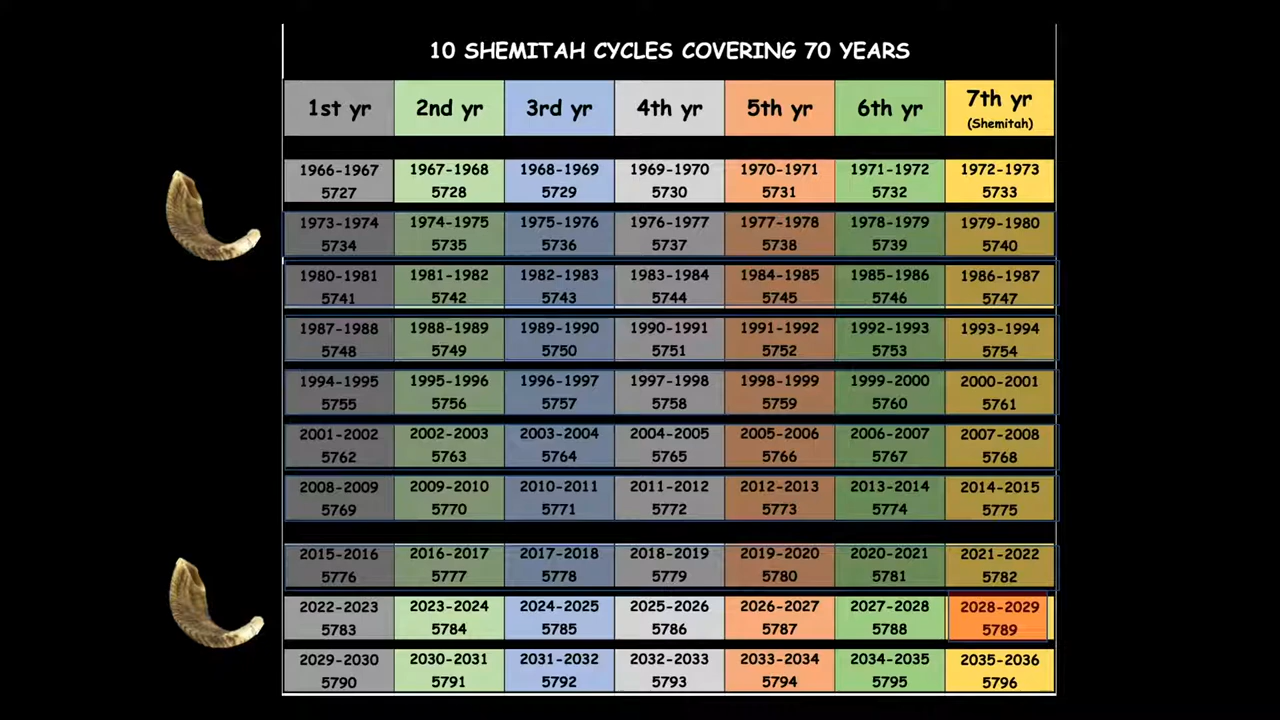 10 SHEMITAH CYCLES COVERING 70 YEARS
1st yr 2nd yr 3rd yr 4th yr 5th yr 6th yr 7th yr
(Shemitah)
1966-1967 1967-1968 1968-1969 1969-1970 1970-1971 1971-1972 1972-1973
5727 5728 5729 5730 5731 5732 5733
1973-1974 1974-1975 1975-1976 1976-1977 1977-1978 1978-1979 1979-1980
5734 5735 5736 5737 5738 5739 5740
1980-1981 1981-1982 1982-1983 1983-1984 1984-1985 1985-1986 1986-1987
5741 5742 5743 5744 5745 5746 5747
1987-1988 1988-1989 1989-1990 1990-1991 1991-1992 1992-1993 1993-1994
5748 5749 5750 5751 5752 5753 5754
1994-1995 1995-1996 1996-1997 1997-1998 1998-1999 1999-2000 2000-2001
5755 5756 5757 5758 5759 5760 5761
2001-2002 2002-2003 2003-2004 2004-2005 2005-2006 2006-2007 2007-2008
5762 5763 5764 5765 5766 5767 5768
2008-2009 2009-2010 2010-2011 2011-2012 2012-2013 2013-2014 2014-2015
5769 5770 5771 5772 5773 5774 5775
2015-2016 2016-2017 2017-2018 2018-2019 2019-2020 2020-2021 2021-2022
5776 5777 5778 5779 5780 5781 5782
2022-2023 2023-2024 2024-2025 2025-2026 2026-2027 2027-2028 2028-2029
5783 5784 5785 5786 5787 5788 5789
2029-2030 2030-2031 2031-2032 2032-2033 2033-2034 2034-2035 2035-2036
5790 5791 5792 5793 5794 5795 5796